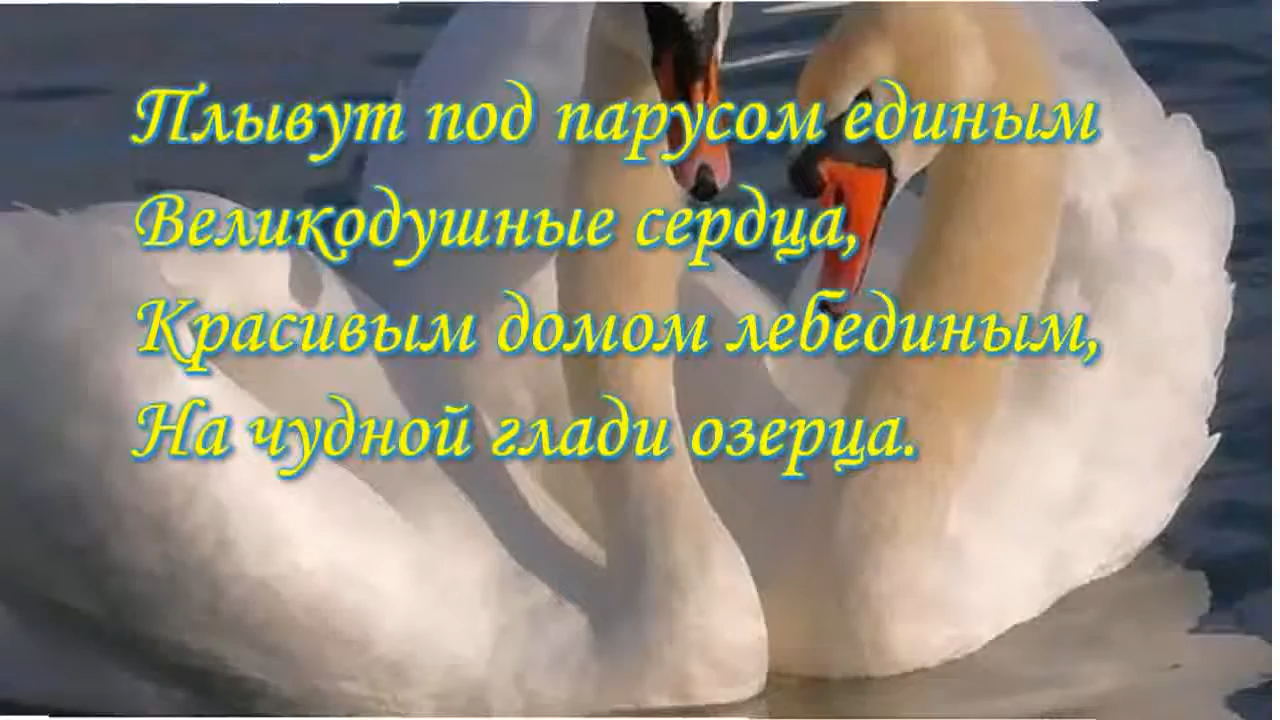 Плывут под парусом единым
Великодушные сердца,
Красивым домом лебединым,
На чудной глади озерца.